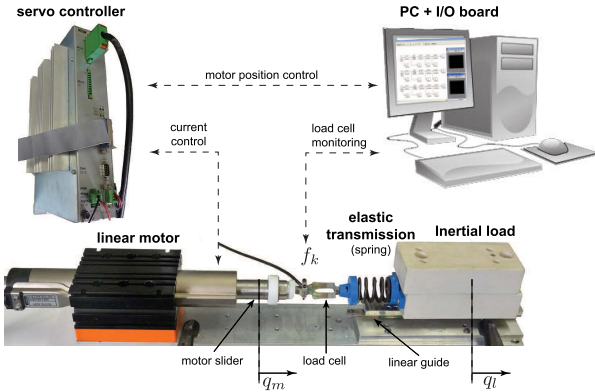 servo controller
PC + I/O board
motor position control
current
control
load cell
monitoring
elastic
transmission
(spring)
Inertial load
linear motor
f_k
motor slider
load cell
linear guide
q_m
q_l